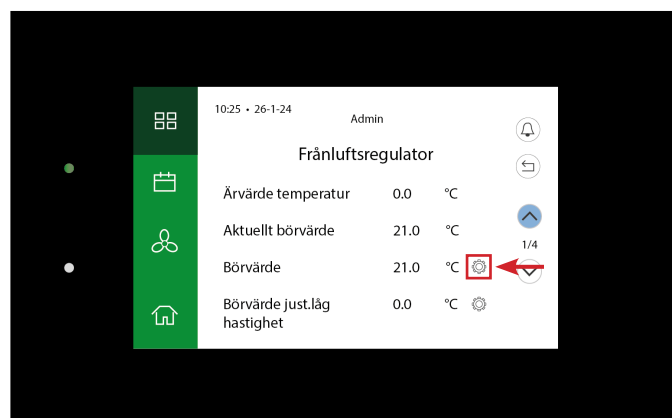 10:25 • 26-1-24
Admin
Frånluftsregulator
Ärvärde temperatur 0.0 °C
Aktuellt börvärde 21.0 °C
1/4
Börvärde 21.0 °C
Börvärde just.låg 0.0 °C
hastighet